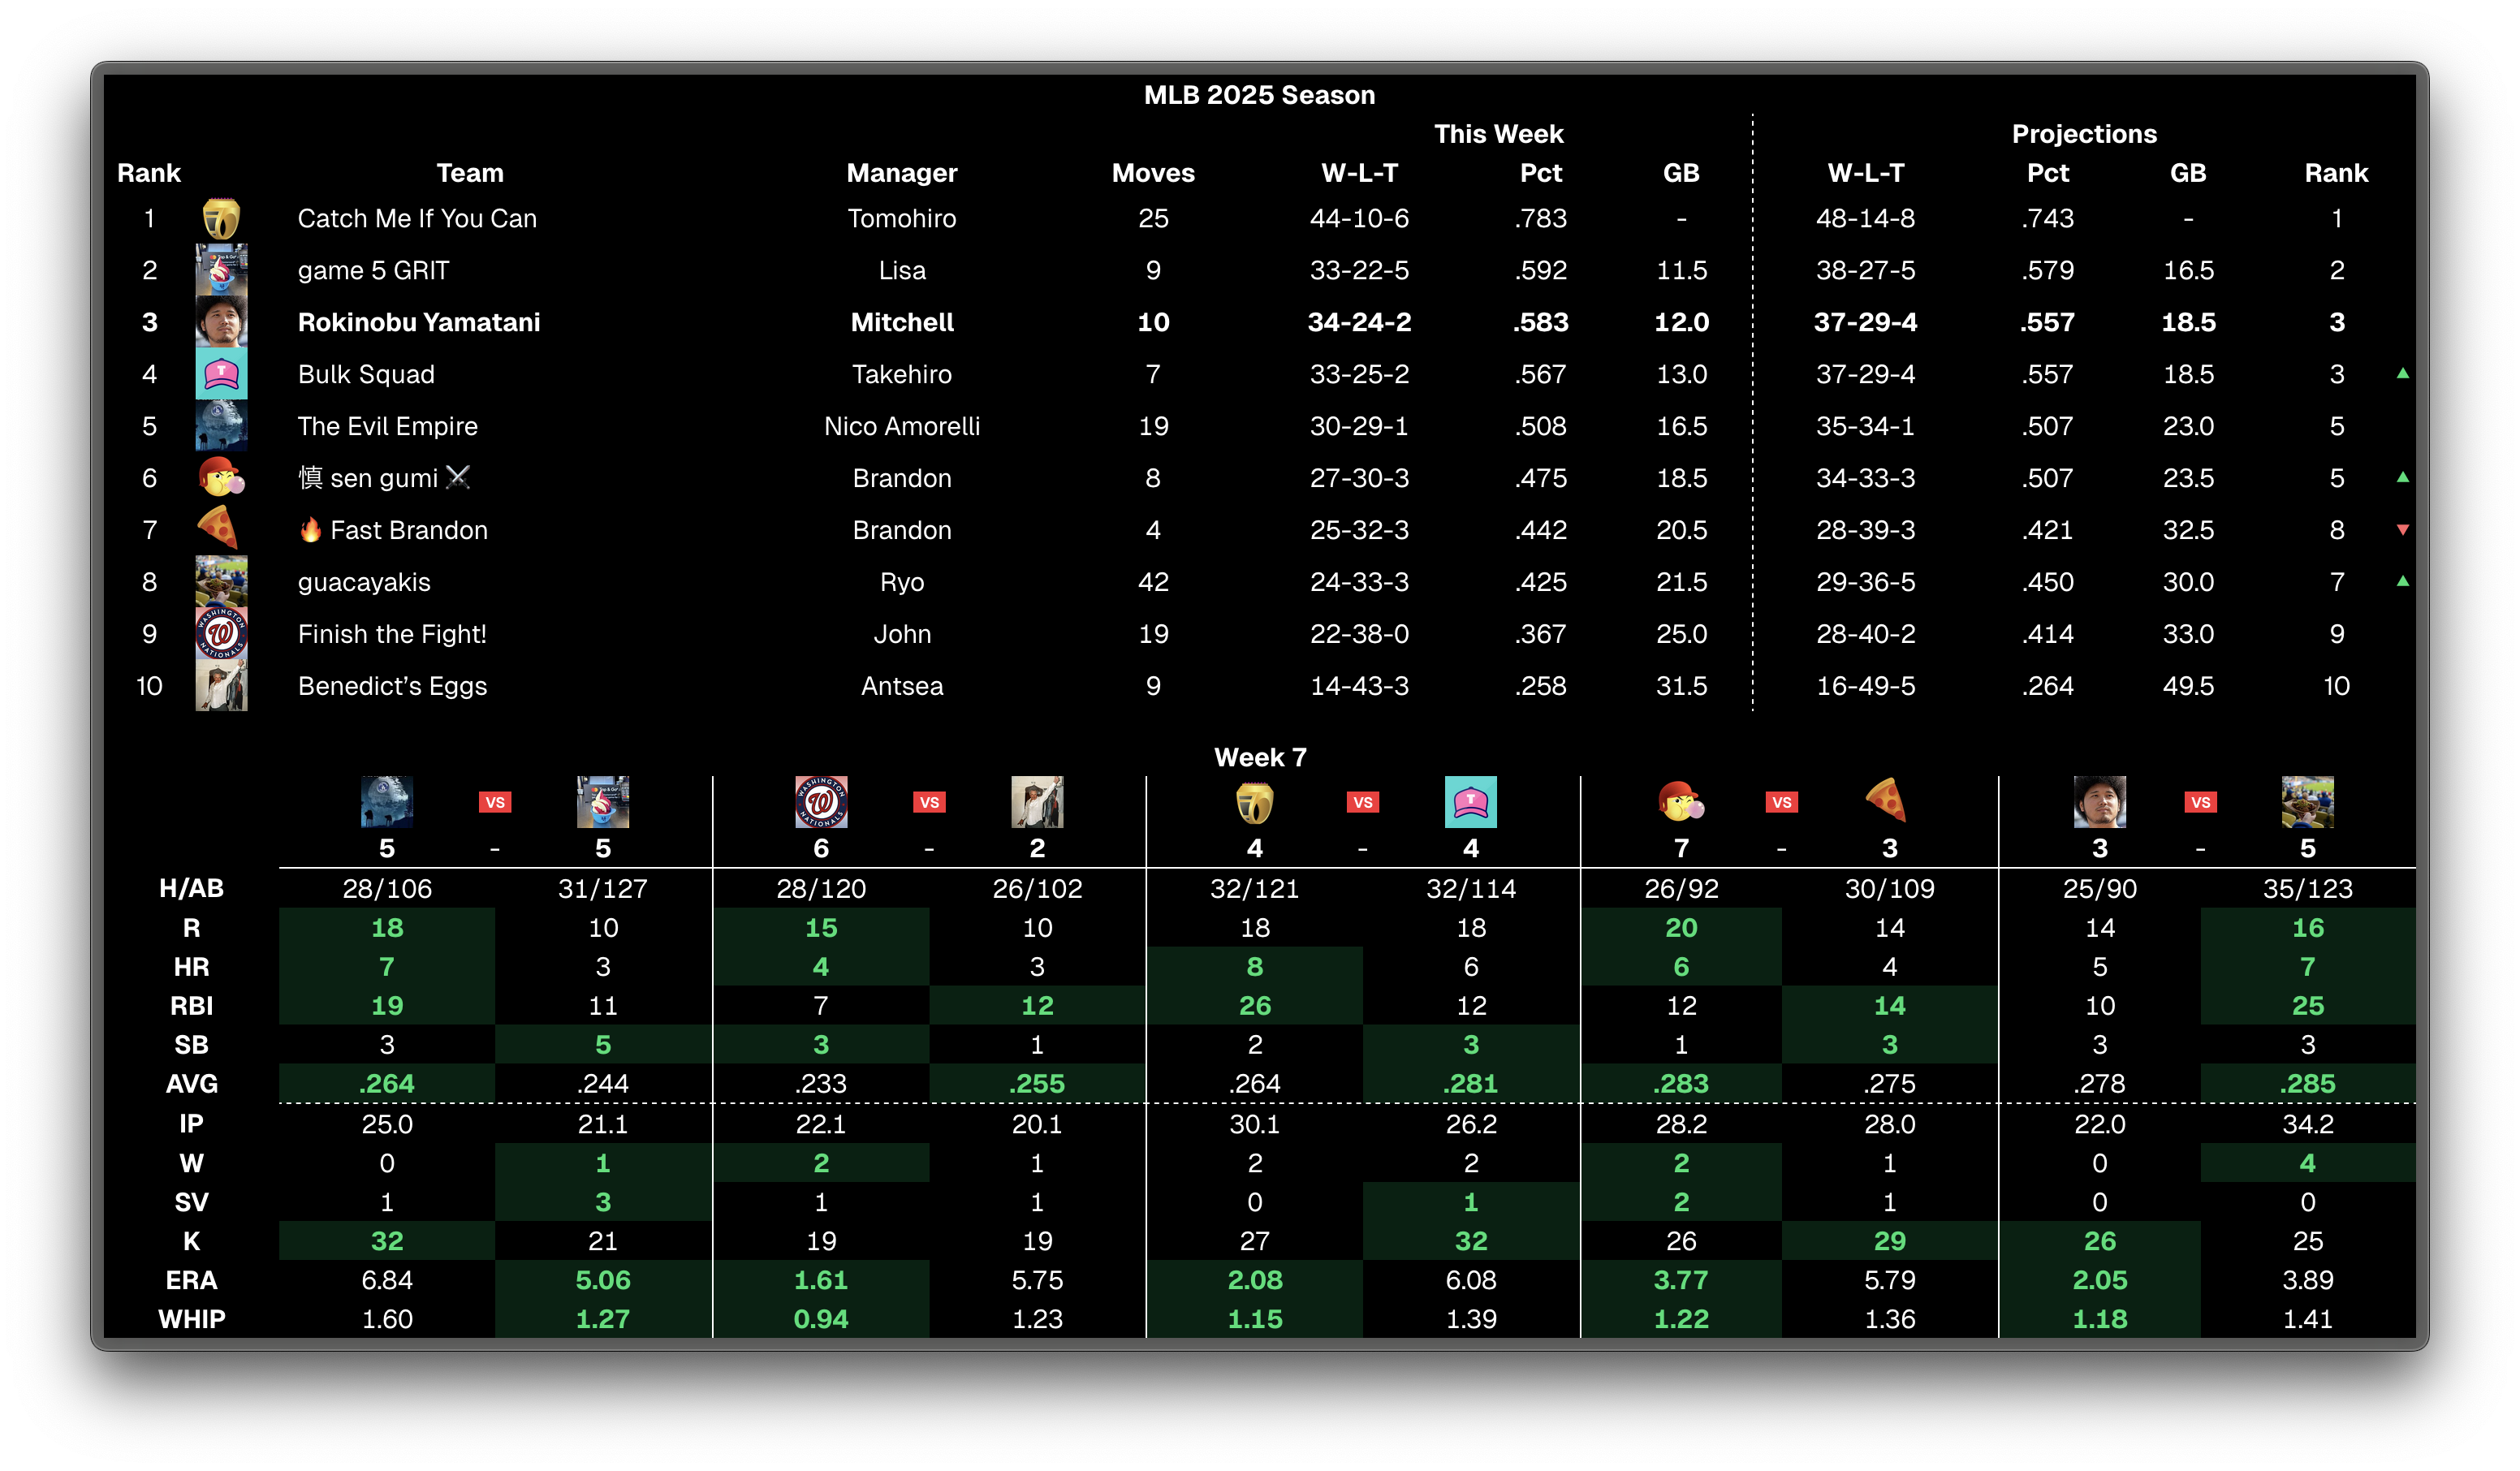 MLB 2025 Season
This Week Projections
Rank Team Manager Moves W-L-T Pct GB W-L-T Pct GB Rank
1 Catch Me If You Can Tomohiro 25 44-10-6 .783 - 48-14-8 .743 - 1
2 game 5 GRIT Lisa 9 33-22-5 .592 11.5 38-27-5 .579 16.5 2
3 Rokinobu Yamatani Mitchell 10 34-24-2 .583 12.0 37-29-4 .557 18.5 3
4 T Bulk Squad Takehiro 7 33-25-2 .567 13.0 37-29-4 .557 18.5 3 ▲
5 The Evil Empire Nico Amorelli 19 30-29-1 .508 16.5 35-34-1 .507 23.0 5
6 慎 sen gumi ⚔️ Brandon 8 27-30-3 .475 18.5 34-33-3 .507 23.5 5 ▲
7 🔥 Fast Brandon Brandon 4 25-32-3 .442 20.5 28-39-3 .421 32.5 8 ▼
8 guacayakis Ryo 42 24-33-3 .425 21.5 29-36-5 .450 30.0 7 ▲
9 WASHINGTON W NATIONALS Finish the Fight! John 19 22-38-0 .367 25.0 28-40-2 .414 33.0 9
10 Benedict’s Eggs Antsea 9 14-43-3 .258 31.5 16-49-5 .264 49.5 10
Week 7
VS WASHINGTON W NATIONALS VS VS T VS VS
5 - 5 6 - 2 4 - 4 7 - 3 3 - 5
H/AB 28/106 31/127 28/120 26/102 32/121 32/114 26/92 30/109 25/90 35/123
R 18 10 15 10 18 18 20 14 14 16
HR 7 3 4 3 8 6 6 4 5 7
RBI 19 11 7 12 26 12 12 14 10 25
SB 3 5 3 1 2 3 1 3 3 3
AVG .264 .244 .233 .255 .264 .281 .283 .275 .278 .285
IP 25.0 21.1 22.1 20.1 30.1 26.2 28.2 28.0 22.0 34.2
W 0 1 2 1 2 2 2 1 0 4
SV 1 3 1 1 0 1 2 1 0 0
K 32 21 19 19 27 32 26 29 26 25
ERA 6.84 5.06 1.61 5.75 2.08 6.08 3.77 5.79 2.05 3.89
WHIP 1.60 1.27 0.94 1.23 1.15 1.39 1.22 1.36 1.18 1.41